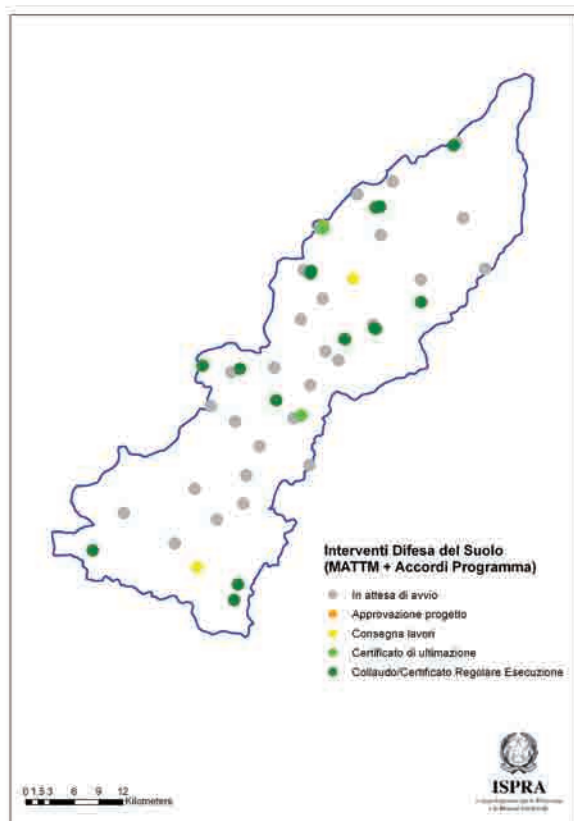 Interventi Difesa del Suolo
(MATTM + Accordi Programma)
In attesa di avvio
Approvazione progetto
Consegna lavori
Certificato di ultimazione
Collaudo/Certificato Regolare Esecuzione
0 1,5 3 6 9 12
Kilometers
ISPRA